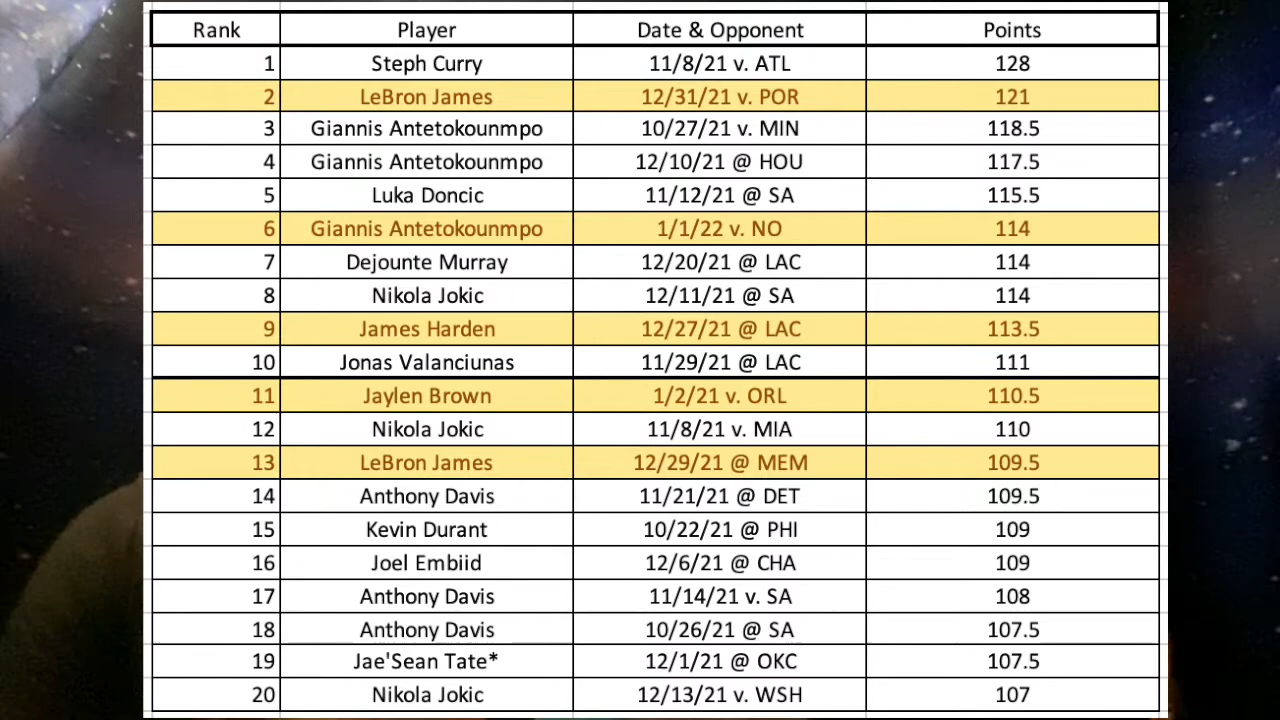 Rank Player Date & Opponent Points
1 Steph Curry 11/8/21 v. ATL 128
2 LeBron James 12/31/21 v. POR 121
3 Giannis Antetokounmpo 10/27/21 v. MIN 118.5
4 Giannis Antetokounmpo 12/10/21 @ HOU 117.5
5 Luka Doncic 11/12/21 @ SA 115.5
6 Giannis Antetokounmpo 1/1/22 v. NO 114
7 Dejounte Murray 12/20/21 @ LAC 114
8 Nikola Jokic 12/11/21 @ SA 114
9 James Harden 12/27/21 @ LAC 113.5
10 Jonas Valanciunas 11/29/21 @ LAC 111
11 Jaylen Brown 1/2/21 v. ORL 110.5
12 Nikola Jokic 11/8/21 v. MIA 110
13 LeBron James 12/29/21 @ MEM 109.5
14 Anthony Davis 11/21/21 @ DET 109.5
15 Kevin Durant 10/22/21 @ PHI 109
16 Joel Embiid 12/6/21 @ CHA 109
17 Anthony Davis 11/14/21 v. SA 108
18 Anthony Davis 10/26/21 @ SA 107.5
19 Jae'Sean Tate* 12/1/21 @ OKC 107.5
20 Nikola Jokic 12/13/21 v. WSH 107